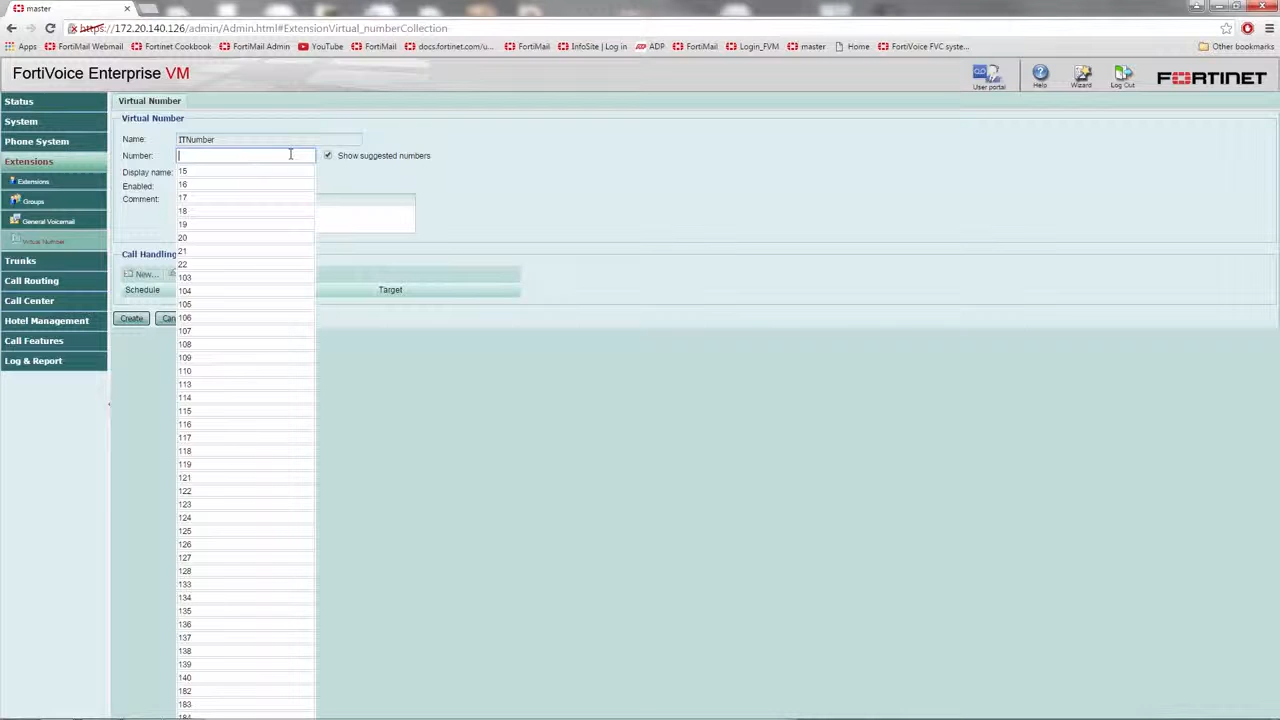 master
https://172.20.140.126/admin/Admin.html#ExtensionVirtual_numberCollection
Apps FortiMail Webmail Fortinet Cookbook FortiMail Admin YouTube FortiMail docs.fortinet.com/u... FortiMail InfoSite | Log in ADP FortiMail Login_FVM master Home FortiVoice FVC syste... Other bookmarks
FortiVoice Enterprise VM
User portal Help Wizard Log Out FORTINET
Status
System
Phone System
Extensions
Extensions
Groups
General Voicemail
Virtual Number
Trunks
Call Routing
Call Center
Hotel Management
Call Features
Log & Report
Virtual Number
Virtual Number
Name: ITNumber
Number: Show suggested numbers
Display name:
Enabled:
Comment:
Call Handling
New...
Schedule Target
Create Can
15
16
17
18
19
20
21
22
103
104
105
106
107
108
109
110
113
114
115
116
117
118
119
121
122
123
124
125
126
127
128
133
134
135
136
137
138
139
140
182
183
184